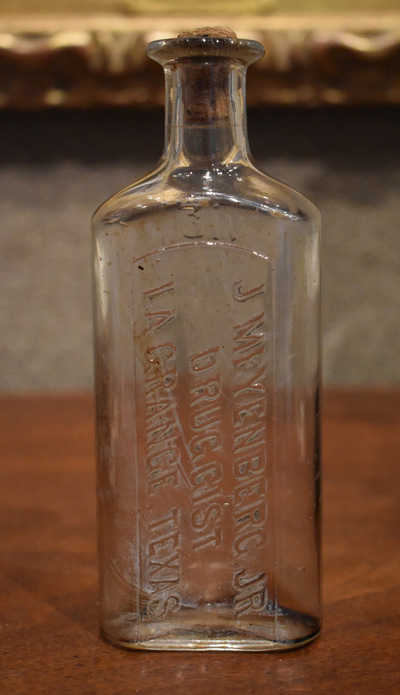 J MEYENBERG, JR
DRUGGIST
LA GRANGE TEXAS